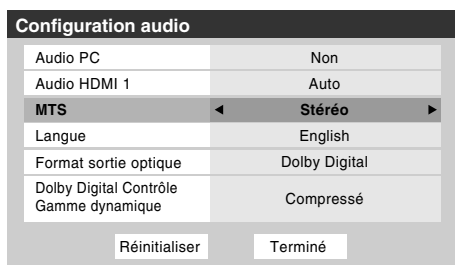 Configuration audio
Audio PC Non
Audio HDMI 1 Auto
MTS ◀ Stéréo ▶
Langue English
Format sortie optique Dolby Digital
Dolby Digital Contrôle
Gamme dynamique Compressé
Réinitialiser Terminé